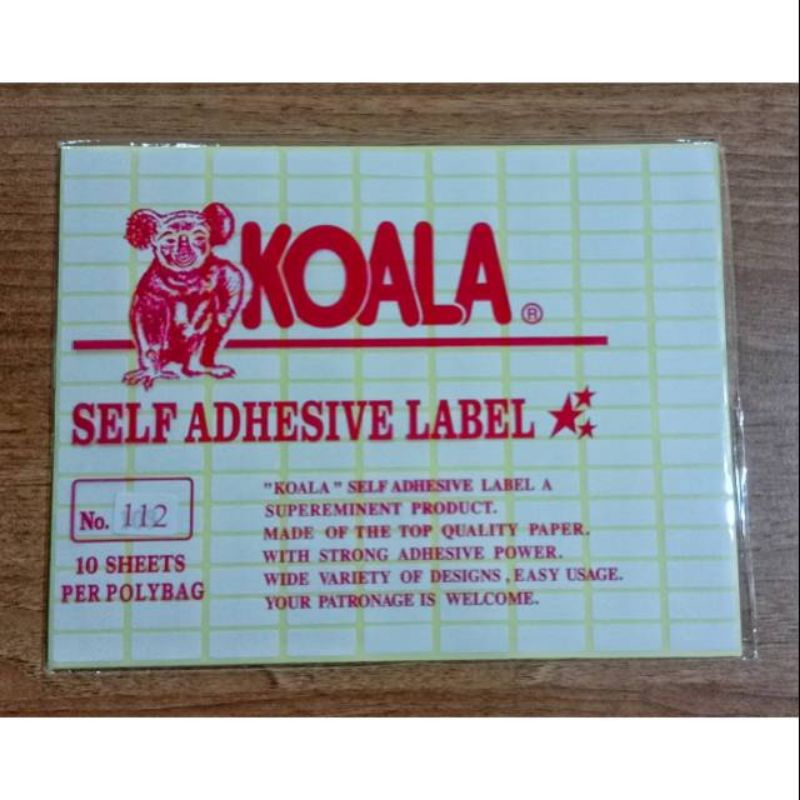 KOALA ®
SELF ADHESIVE LABEL
No. 112
10 SHEETS
PER POLYBAG
"KOALA" SELF ADHESIVE LABEL A
SUPEREMINENT PRODUCT.
MADE OF THE TOP QUALITY PAPER.
WITH STRONG ADHESIVE POWER.
WIDE VARIETY OF DESIGNS , EASY USAGE.
YOUR PATRONAGE IS WELCOME.